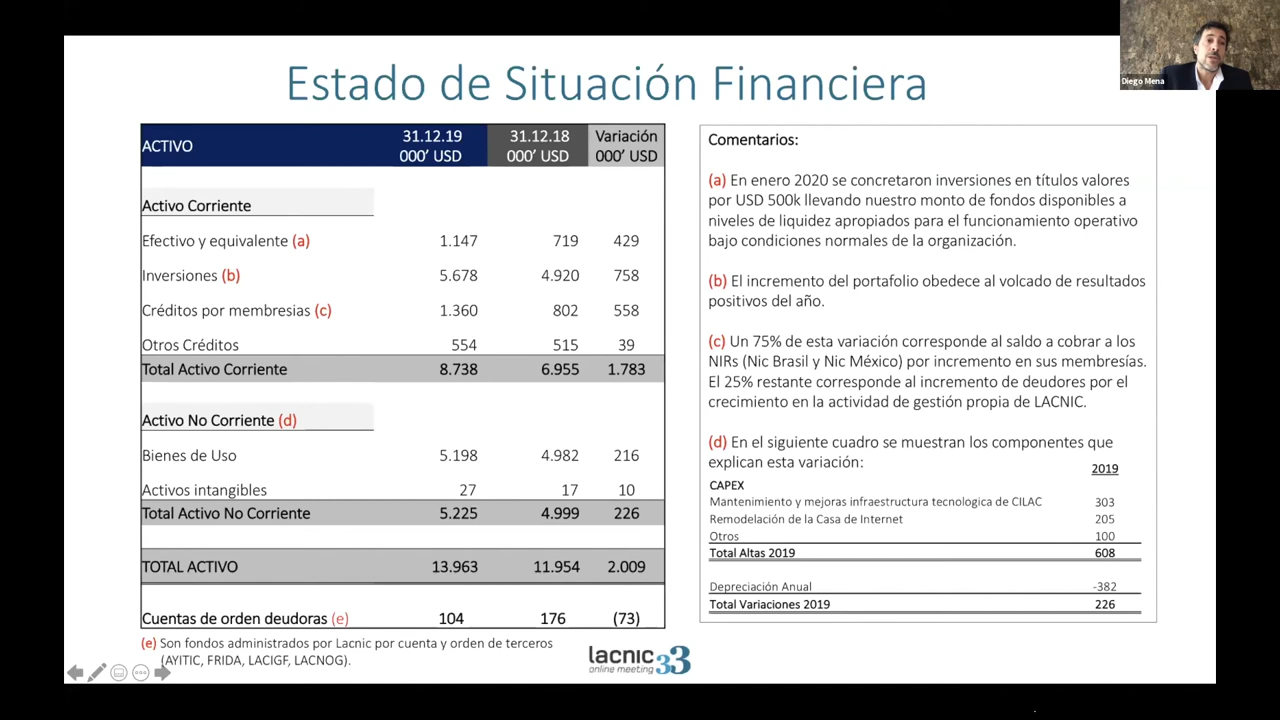 Diego Mena
Estado de Situación Financiera
ACTIVO
31.12.19
000’ USD
31.12.18
000’ USD
Variación
000’ USD
Activo Corriente
Efectivo y equivalente (a) 1.147 719 429
Inversiones (b) 5.678 4.920 758
Créditos por membresias (c) 1.360 802 558
Otros Créditos 554 515 39
Total Activo Corriente 8.738 6.955 1.783
Activo No Corriente (d)
Bienes de Uso 5.198 4.982 216
Activos intangibles 27 17 10
Total Activo No Corriente 5.225 4.999 226
TOTAL ACTIVO 13.963 11.954 2.009
Cuentas de orden deudoras (e) 104 176 (73)
(e) Son fondos administrados por Lacnic por cuenta y orden de terceros
(AYITIC, FRIDA, LACIGF, LACNOG).
Comentarios:
(a) En enero 2020 se concretaron inversiones en títulos valores
por USD 500k llevando nuestro monto de fondos disponibles a
niveles de liquidez apropiados para el funcionamiento operativo
bajo condiciones normales de la organización.
(b) El incremento del portafolio obedece al volcado de resultados
positivos del año.
(c) Un 75% de esta variación corresponde al saldo a cobrar a los
NIRs (Nic Brasil y Nic México) por incremento en sus membresías.
El 25% restante corresponde al incremento de deudores por el
crecimiento en la actividad de gestión propia de LACNIC.
(d) En el siguiente cuadro se muestran los componentes que
explican esta variación:
2019
CAPEX
Mantenimiento y mejoras infraestructura tecnologica de CILAC 303
Remodelación de la Casa de Internet 205
Otros 100
Total Altas 2019 608
Depreciación Anual -382
Total Variaciones 2019 226
lacnic 33
online meeting